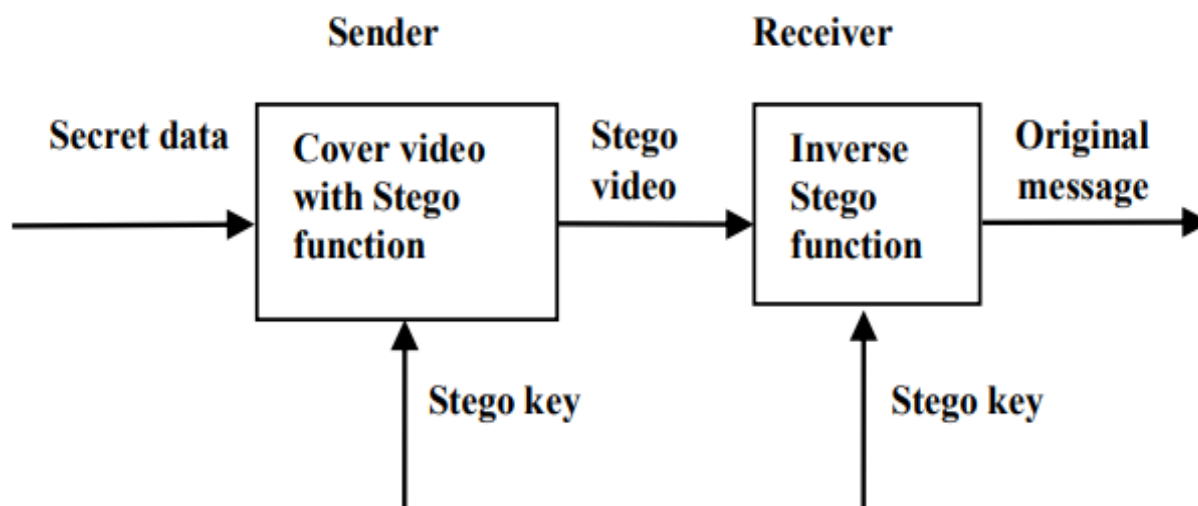 Sender
Receiver
Secret data
Cover video
with Stego
function
Stego
video
Inverse
Stego
function
Original
message
Stego key
Stego key